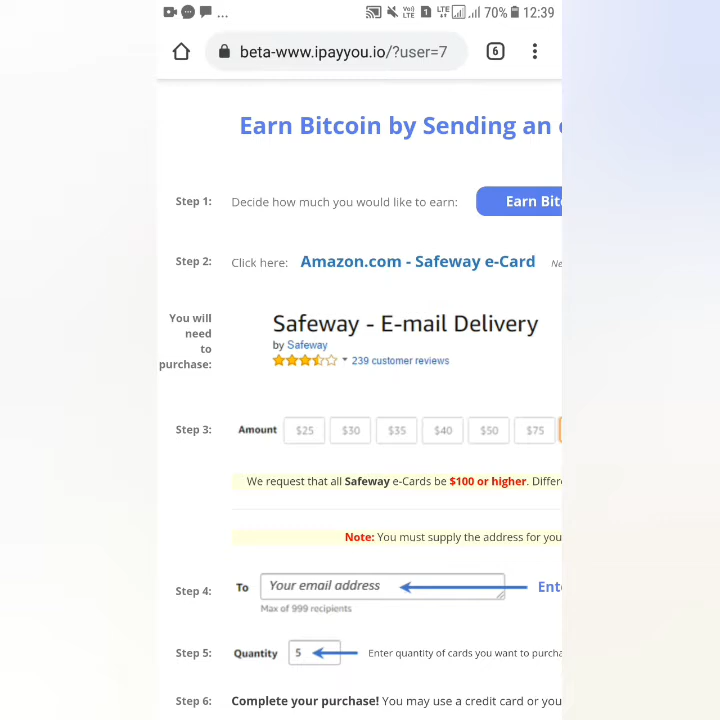 ... Vo) LTE 1 LTE 70% 12:39
beta-www.ipayyou.io/?user=7 6
Earn Bitcoin by Sending an
Step 1: Decide how much you would like to earn: Earn Bit
Step 2: Click here: Amazon.com - Safeway e-Card Ne
You will
need
to
purchase:
Safeway - E-mail Delivery
by Safeway
239 customer reviews
Step 3: Amount $25 $30 $35 $40 $50 $75
We request that all Safeway e-Cards be $100 or higher. Differ
Note: You must supply the address for you
Step 4: To Your email address Ent
Max of 999 recipients
Step 5: Quantity 5 Enter quantity of cards you want to purcha
Step 6: Complete your purchase! You may use a credit card or you